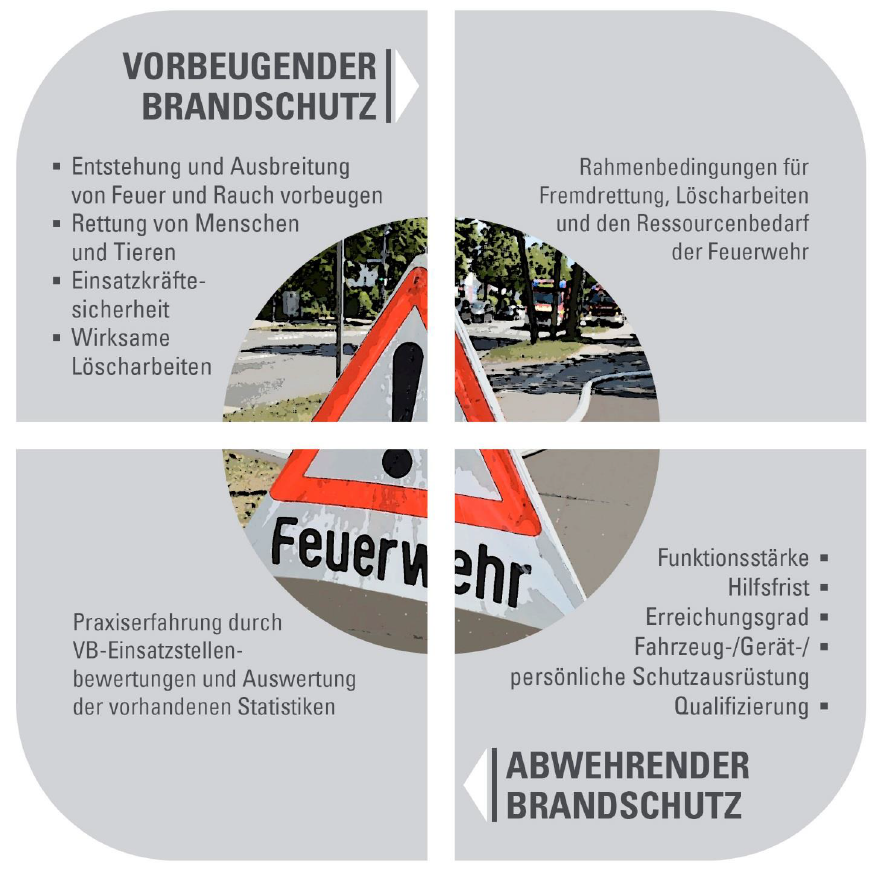 VORBEUGENDER
BRANDSCHUTZ
▪ Entstehung und Ausbreitung
von Feuer und Rauch vorbeugen
▪ Rettung von Menschen
und Tieren
▪ Einsatzkräfte-
sicherheit
▪ Wirksame
Löscharbeiten
Rahmenbedingungen für
Fremdrettung, Löscharbeiten
und den Ressourcenbedarf
der Feuerwehr
Feuerwehr
Praxiserfahrung durch
VB-Einsatzstellen-
bewertungen und Auswertung
der vorhandenen Statistiken
Funktionsstärke ▪
Hilfsfrist ▪
Erreichungsgrad ▪
Fahrzeug-/Gerät-/ ▪
persönliche Schutzausrüstung
Qualifizierung ▪
ABWEHRENDER
BRANDSCHUTZ